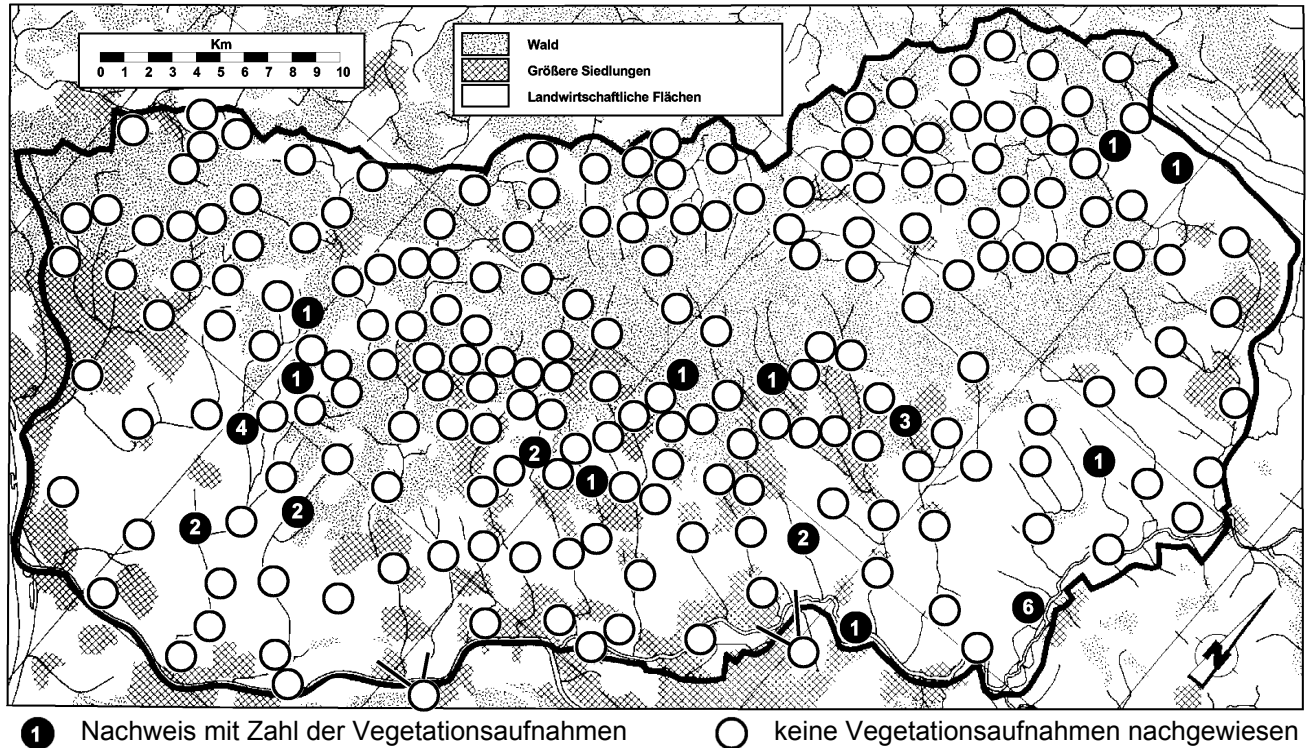 Km
0 1 2 3 4 5 6 7 8 9 10
Wald
Größere Siedlungen
Landwirtschaftliche Flächen
1
1
1
1
1
1
3
4
2
1
1
2
2
2
6
1
N
1 Nachweis mit Zahl der Vegetationsaufnahmen
keine Vegetationsaufnahmen nachgewiesen